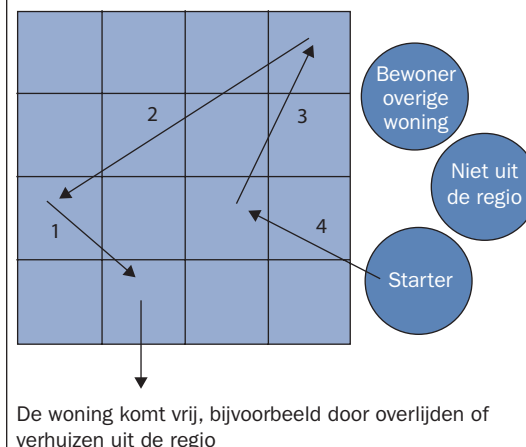 Bewoner
overige
woning
2
3
Niet uit
de regio
1
4
Starter
De woning komt vrij, bijvoorbeeld door overlijden of
verhuizen uit de regio